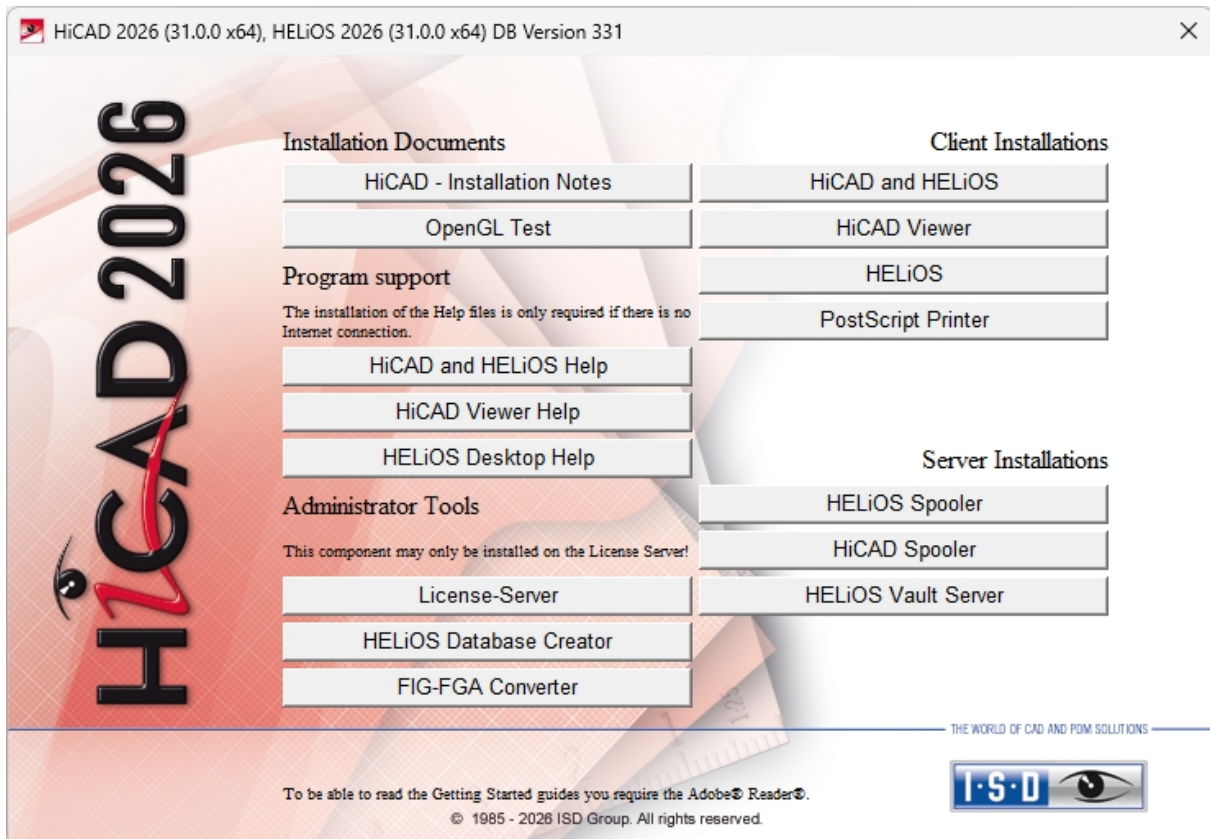 HiCAD 2026 (31.0.0 x64), HELiOS 2026 (31.0.0 x64) DB Version 331
HiCAD 2026
Installation Documents
HiCAD - Installation Notes
OpenGL Test
Program support
The installation of the Help files is only required if there is no
Internet connection.
HiCAD and HELiOS Help
HiCAD Viewer Help
HELiOS Desktop Help
Administrator Tools
This component may only be installed on the License Server!
License-Server
HELiOS Database Creator
FIG-FGA Converter
Client Installations
HiCAD and HELiOS
HiCAD Viewer
HELiOS
PostScript Printer
Server Installations
HELiOS Spooler
HiCAD Spooler
HELiOS Vault Server
THE WORLD OF CAD AND PDM SOLUTIONS
I·S·D
To be able to read the Getting Started guides you require the Adobe® Reader®.
© 1985 - 2026 ISD Group. All rights reserved.